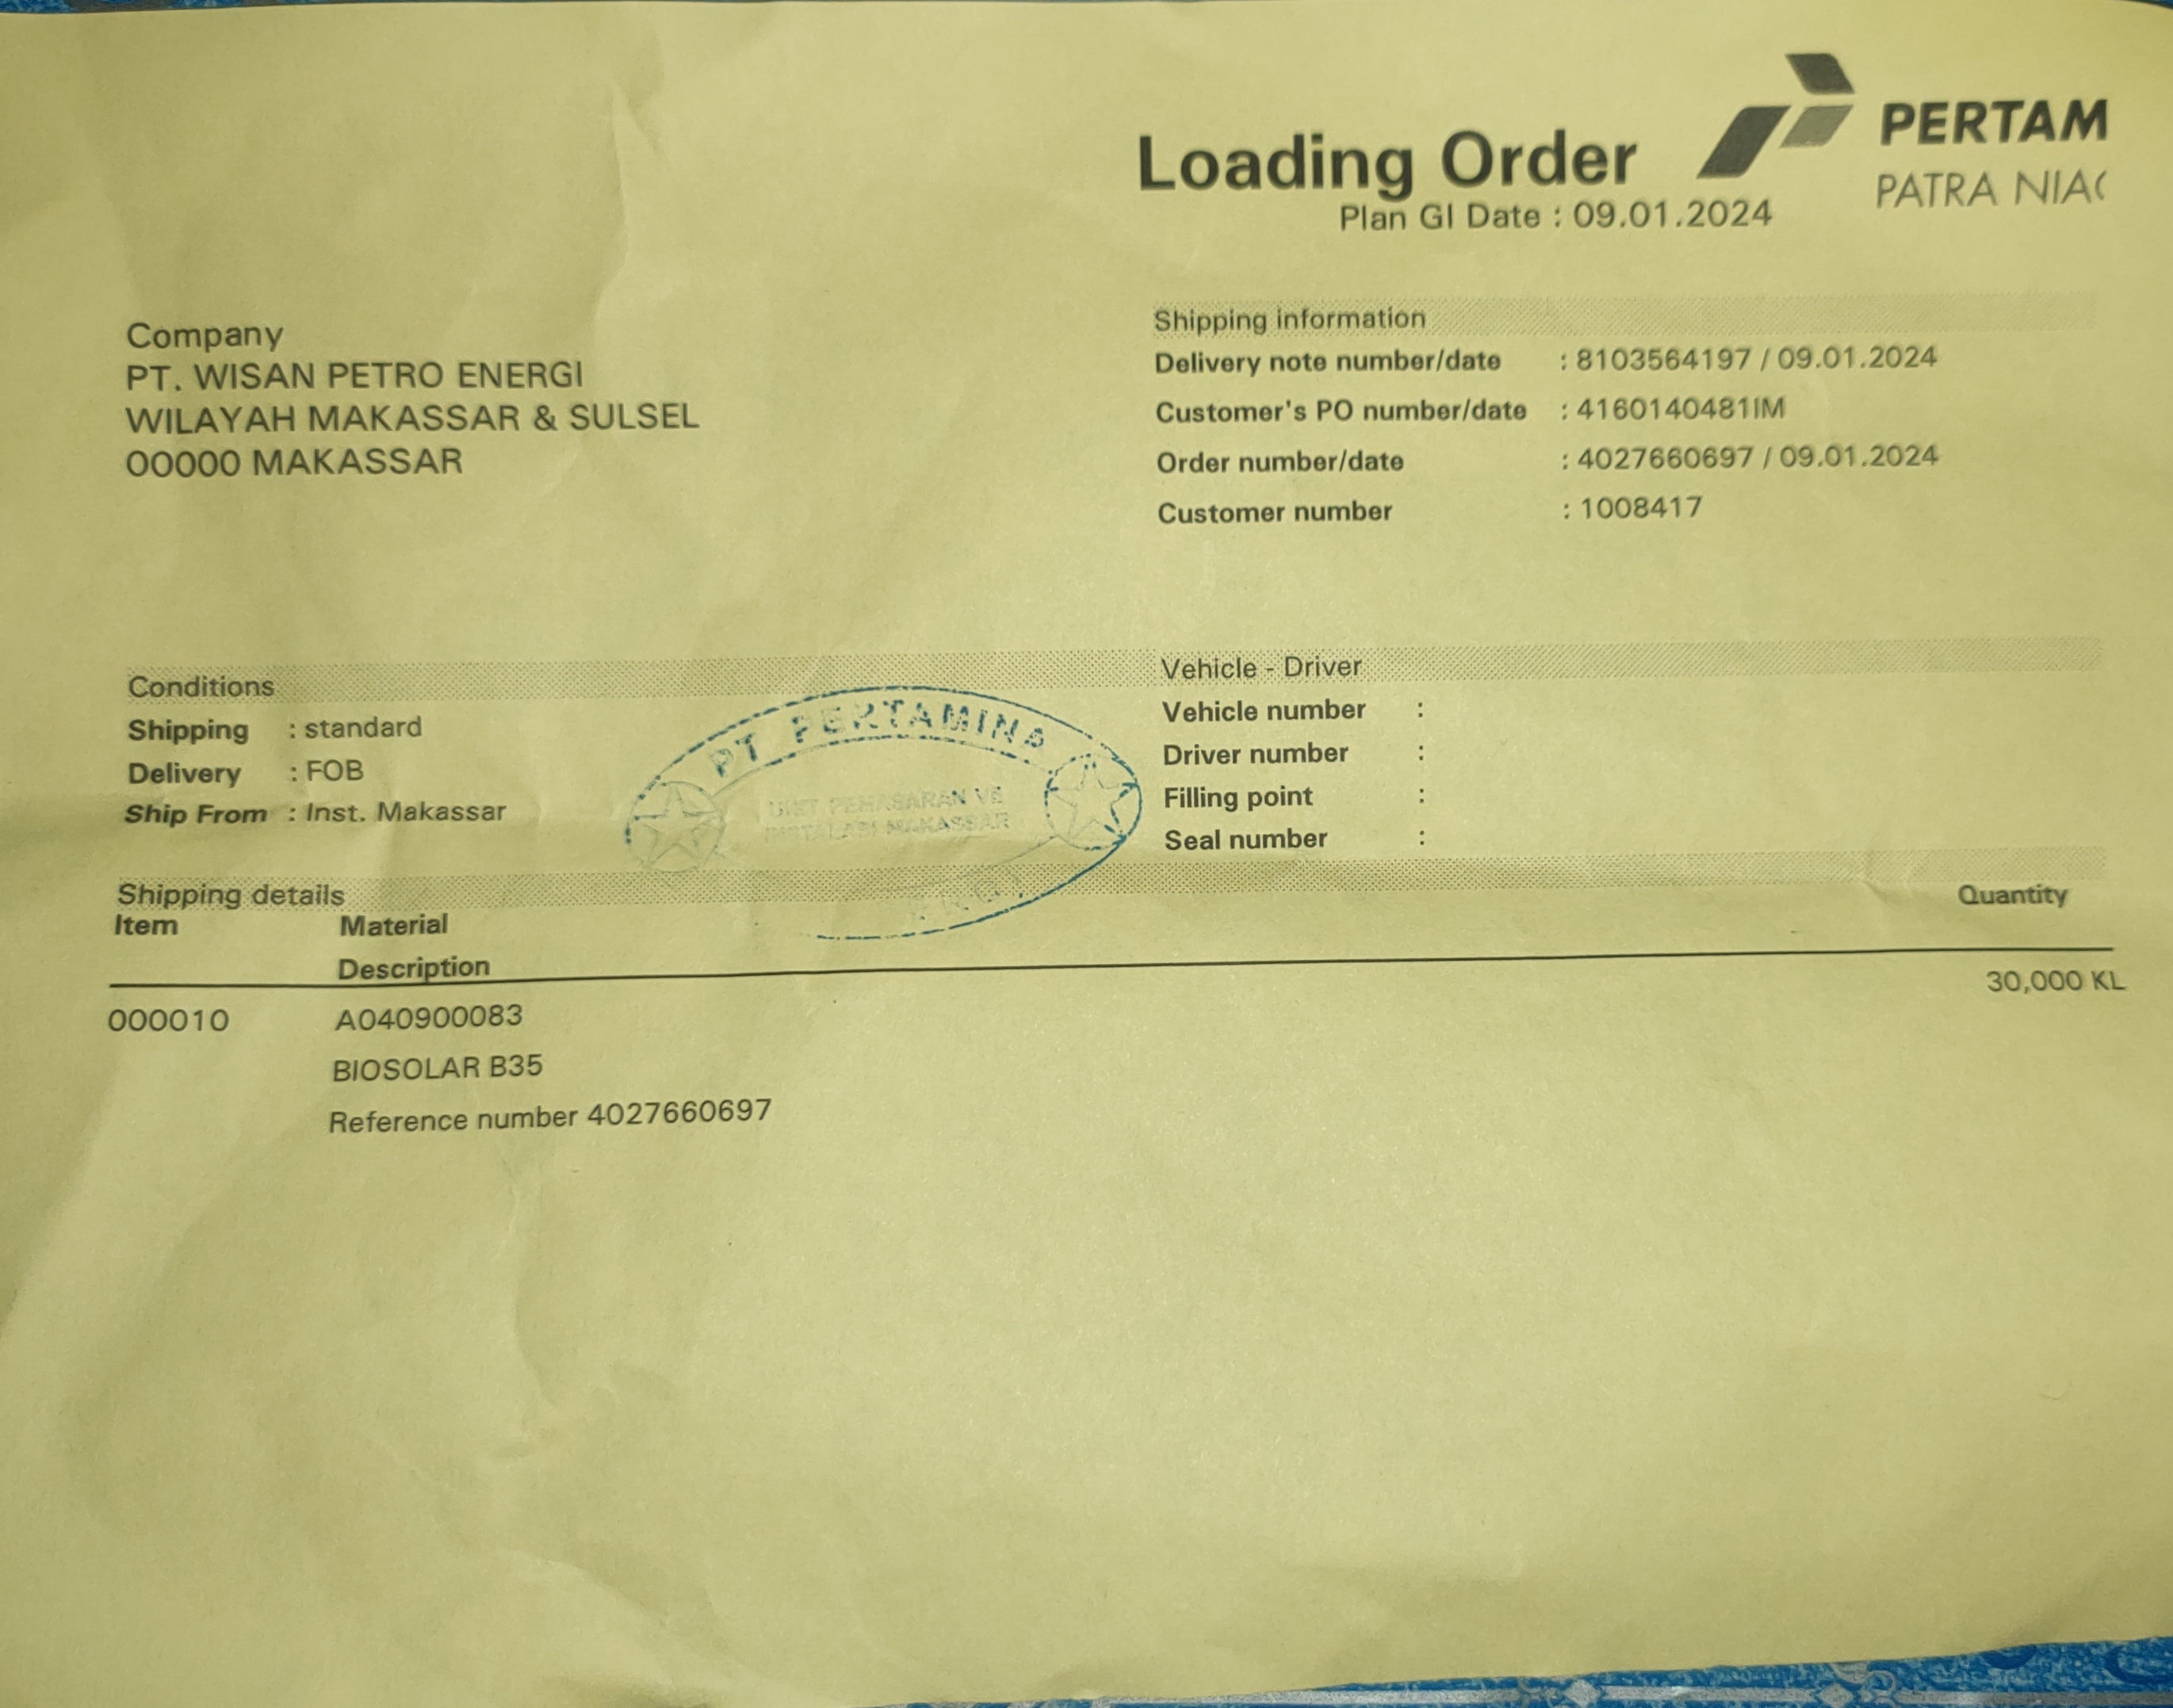 Loading Order
Plan GI Date : 09.01.2024
PERTAM
PATRA NIA
Company
PT. WISAN PETRO ENERGI
WILAYAH MAKASSAR & SULSEL
00000 MAKASSAR
Shipping information
Delivery note number/date : 8103564197 / 09.01.2024
Customer's PO number/date : 4160140481IM
Order number/date : 4027660697 / 09.01.2024
Customer number : 1008417
Conditions
Shipping : standard
Delivery : FOB
Ship From : Inst. Makassar
PT PERTAMINA
UNIT PEMASARAN VII
INSTALASI MAKASSAR
Vehicle - Driver
Vehicle number :
Driver number :
Filling point :
Seal number :
Shipping details
Item Material Quantity
Description
000010 A040900083 30,000 KL
BIOSOLAR B35
Reference number 4027660697